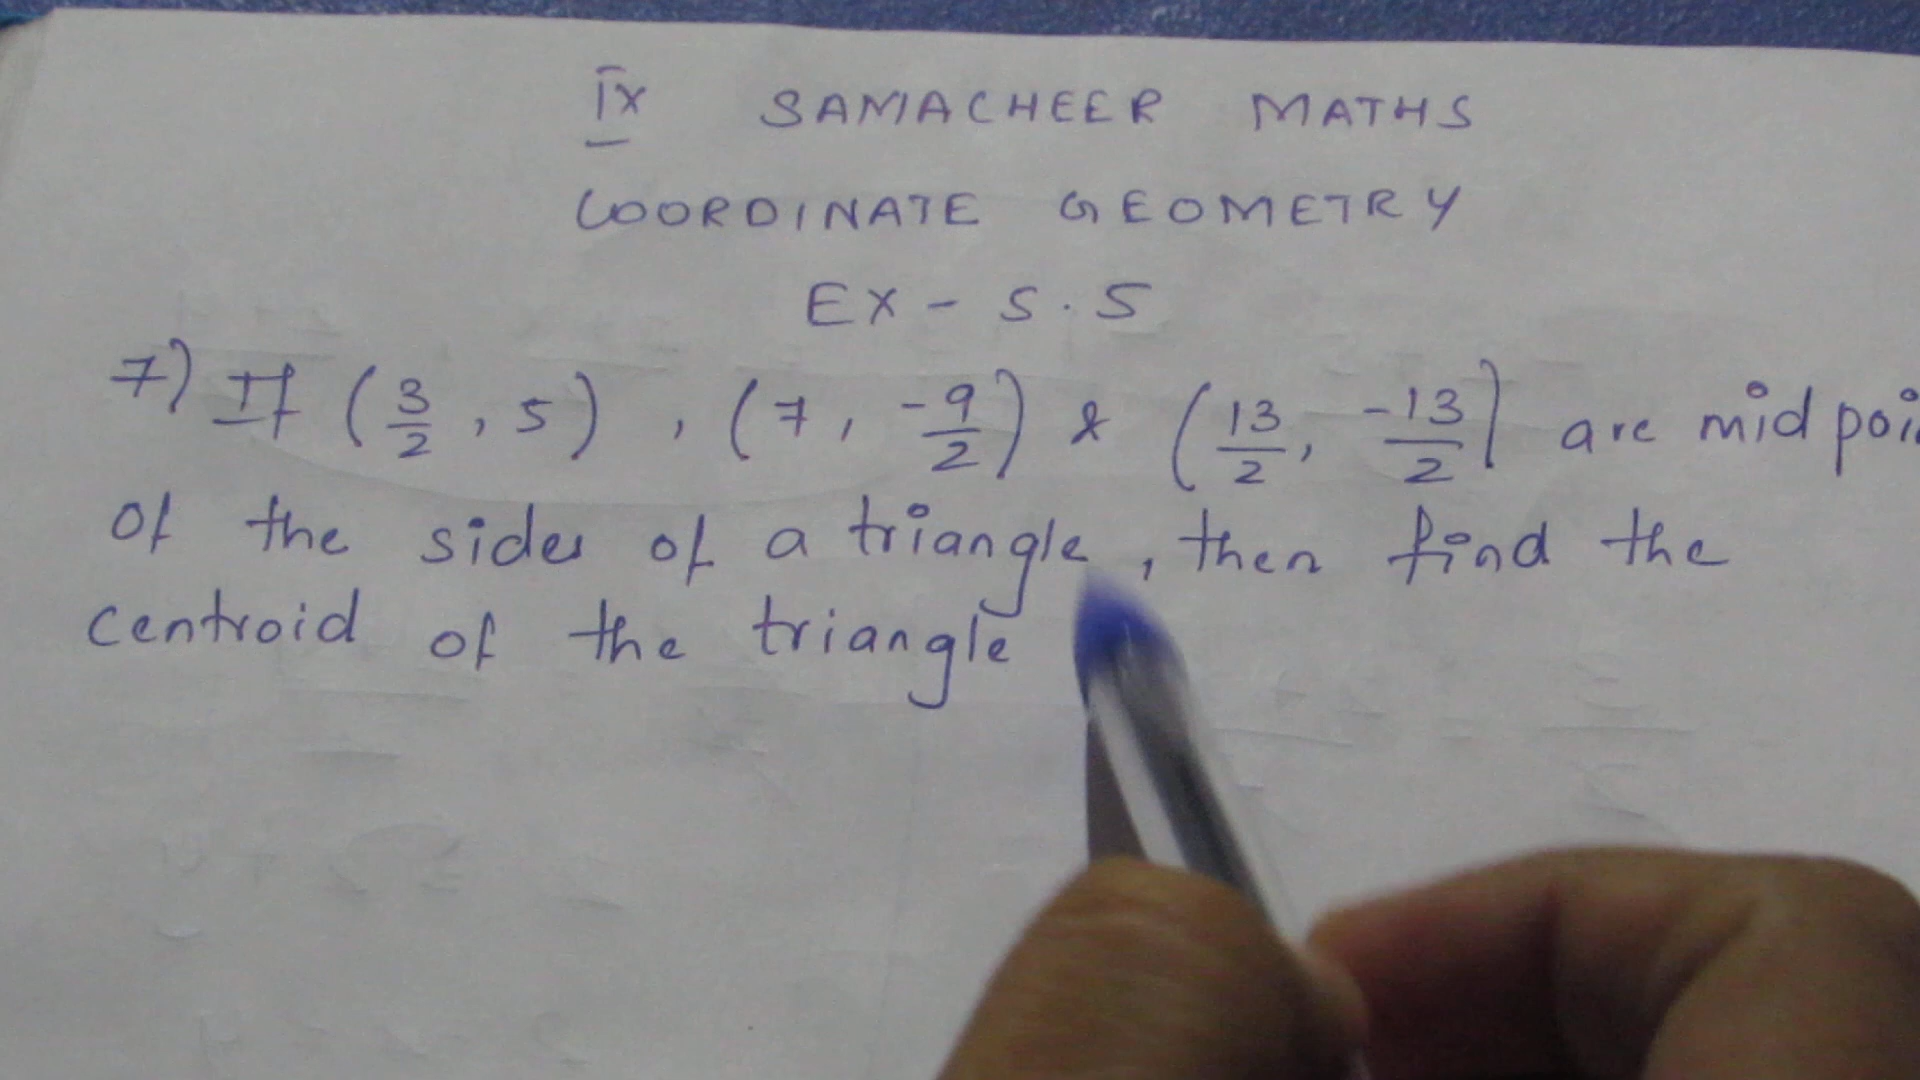 IX SAMACHEER MATHS
COORDINATE GEOMETRY
EX - 5.5
7) If (3/2, 5), (7, -9/2) & (13/2, -13/2) are mid poi
of the sides of a triangle, then find the
centroid of the triangle